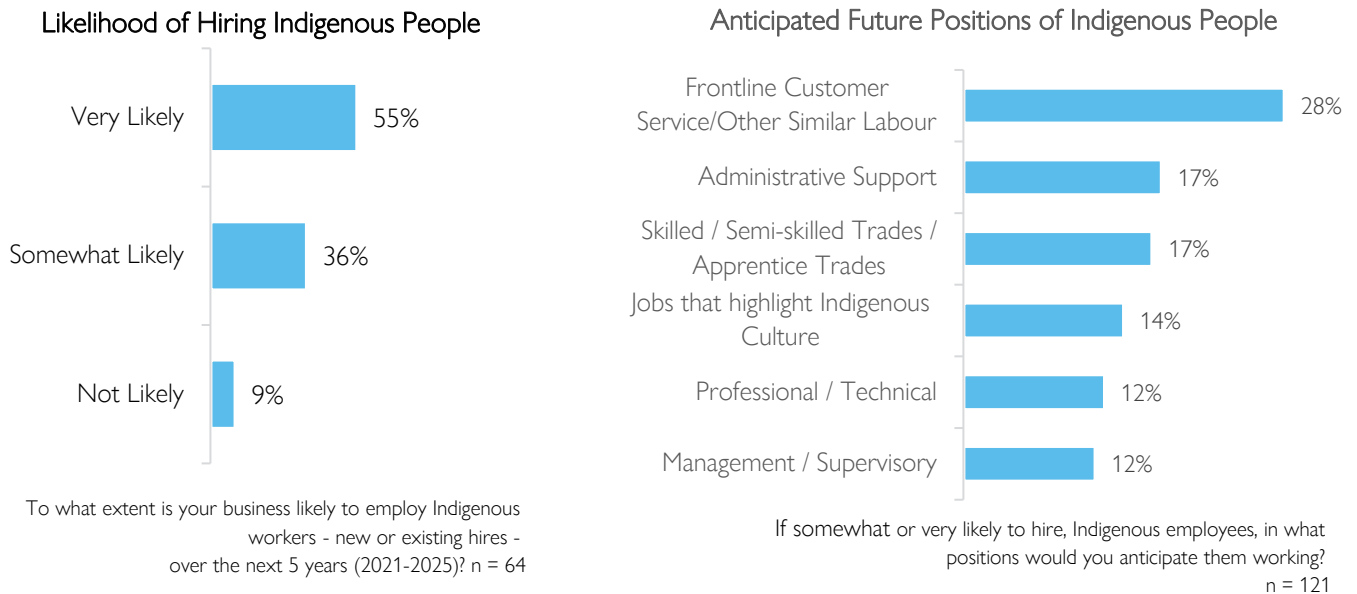 Likelihood of Hiring Indigenous People
Very Likely
55%
Somewhat Likely
36%
Not Likely
9%
To what extent is your business likely to employ Indigenous
workers - new or existing hires -
over the next 5 years (2021-2025)? n = 64
Anticipated Future Positions of Indigenous People
Frontline Customer
Service/Other Similar Labour
28%
Administrative Support
17%
Skilled / Semi-skilled Trades /
Apprentice Trades
17%
Jobs that highlight Indigenous
Culture
14%
Professional / Technical
12%
Management / Supervisory
12%
If somewhat or very likely to hire, Indigenous employees, in what
positions would you anticipate them working?
n = 121